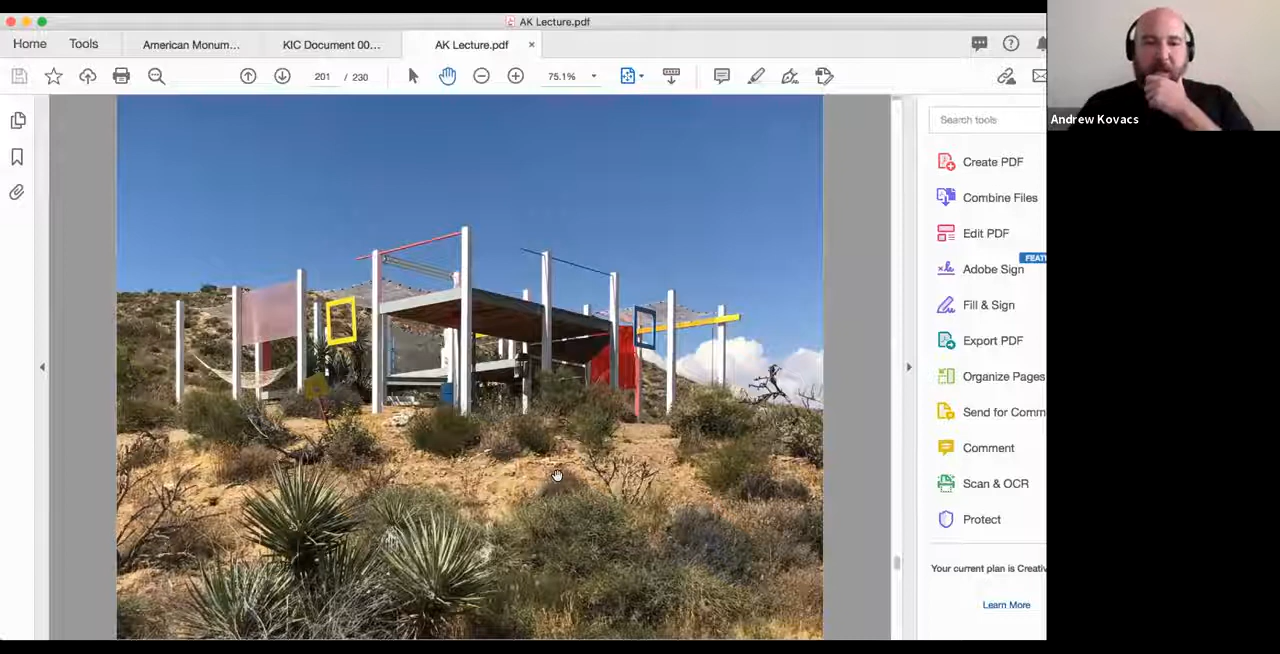 AK Lecture.pdf
Home
Tools
American Monum...
KIC Document 00...
AK Lecture.pdf
×
201 / 230
75.1%
Andrew Kovacs
Search tools
Create PDF
Combine Files
Edit PDF
FEATU
Adobe Sign
Fill & Sign
Export PDF
Organize Pages
Send for Comm
Comment
Scan & OCR
Protect
Your current plan is Creativ
Learn More